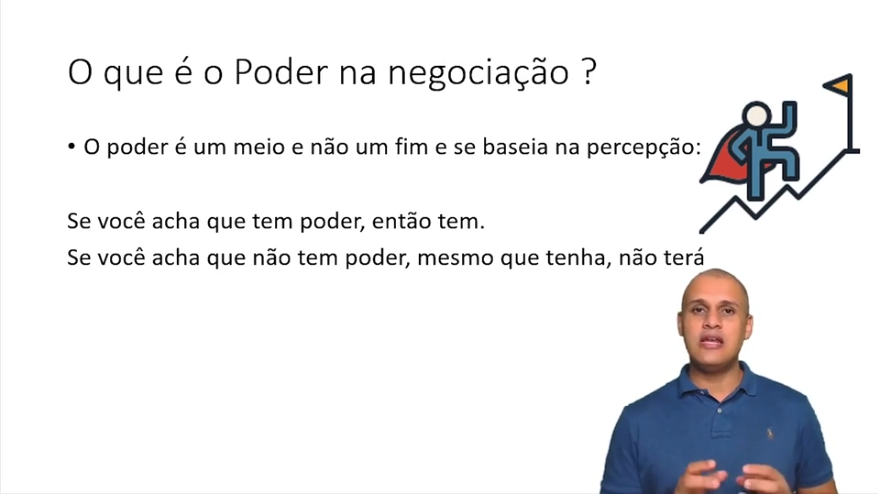 O que é o Poder na negociação ?
• O poder é um meio e não um fim e se baseia na percepção:
Se você acha que tem poder, então tem.
Se você acha que não tem poder, mesmo que tenha, não terá